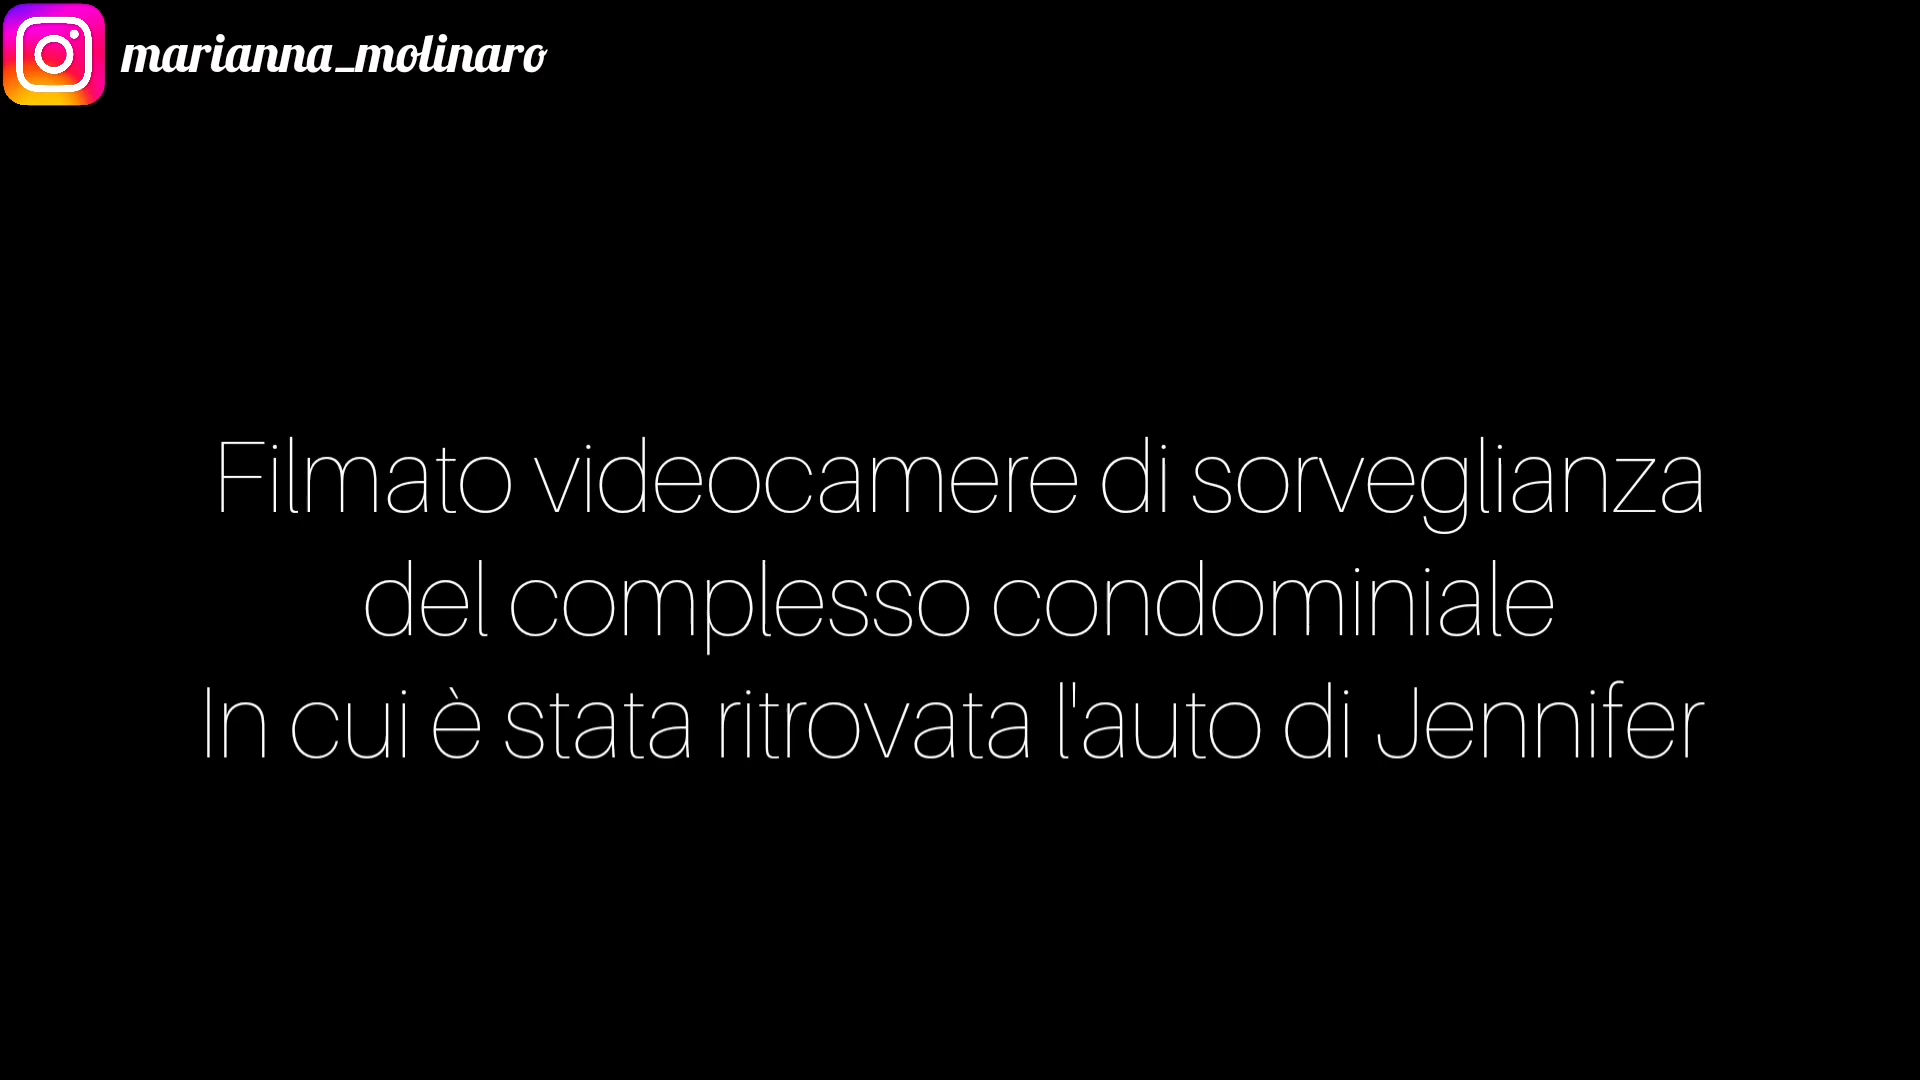 marianna_molinaro
Filmato videocamere di sorveglianza
del complesso condominiale
In cui è stata ritrovata l'auto di Jennifer